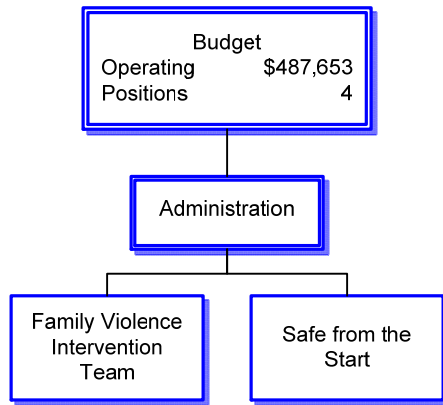 Budget
Operating $487,653
Positions 4
Administration
Family Violence
Intervention
Team
Safe from the
Start